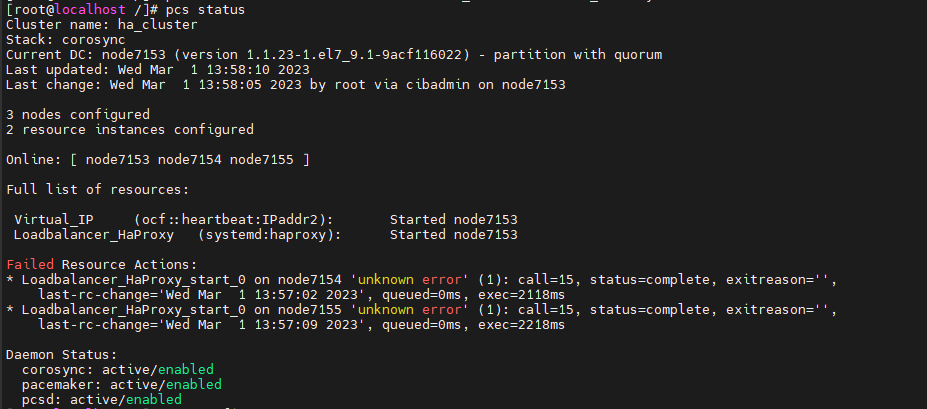 [root@localhost /]# pcs status
Cluster name: ha_cluster
Stack: corosync
Current DC: node7153 (version 1.1.23-1.el7_9.1-9acf116022) - partition with quorum
Last updated: Wed Mar  1 13:58:10 2023
Last change: Wed Mar  1 13:58:05 2023 by root via cibadmin on node7153

3 nodes configured
2 resource instances configured

Online: [ node7153 node7154 node7155 ]

Full list of resources:

 Virtual_IP     (ocf::heartbeat:IPaddr2):       Started node7153
 Loadbalancer_HaProxy   (systemd:haproxy):      Started node7153

Failed Resource Actions:
* Loadbalancer_HaProxy_start_0 on node7154 'unknown error' (1): call=15, status=complete, exitreason='',
    last-rc-change='Wed Mar  1 13:57:02 2023', queued=0ms, exec=2118ms
* Loadbalancer_HaProxy_start_0 on node7155 'unknown error' (1): call=15, status=complete, exitreason='',
    last-rc-change='Wed Mar  1 13:57:09 2023', queued=0ms, exec=2218ms

Daemon Status:
  corosync: active/enabled
  pacemaker: active/enabled
  pcsd: active/enabled